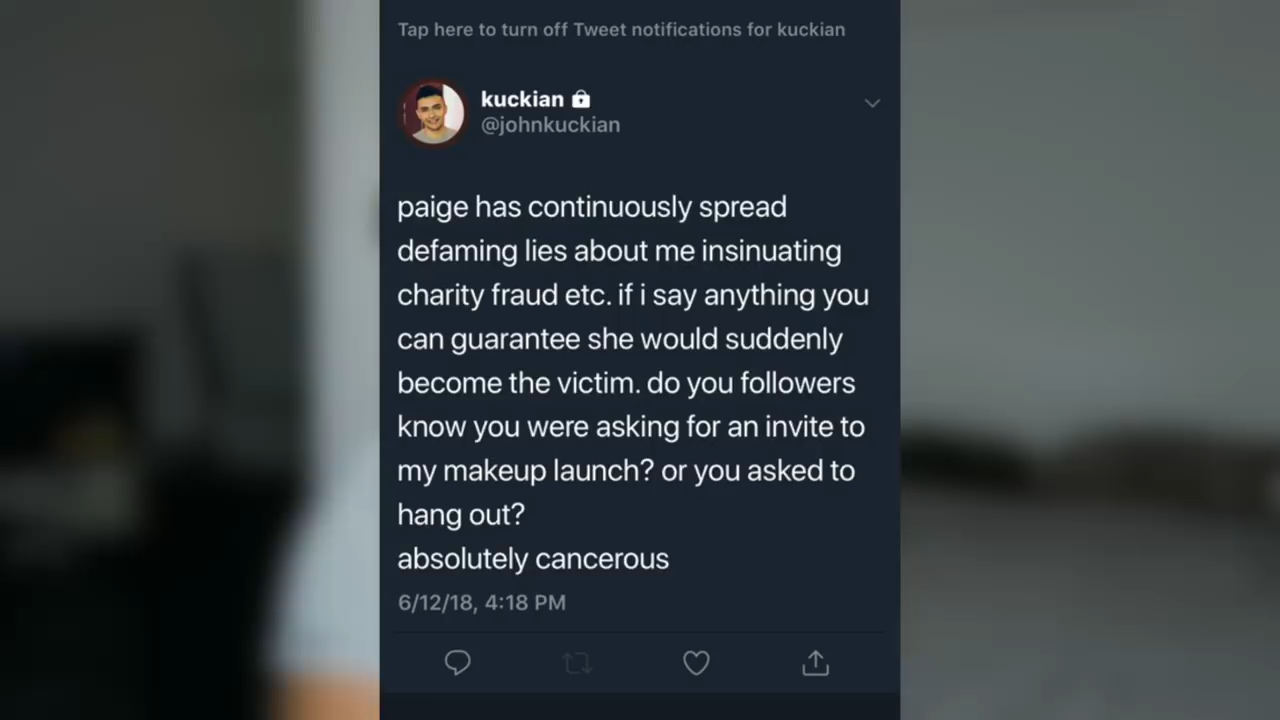 Tap here to turn off Tweet notifications for kuckian
kuckian
@johnkuckian
paige has continuously spread
defaming lies about me insinuating
charity fraud etc. if i say anything you
can guarantee she would suddenly
become the victim. do you followers
know you were asking for an invite to
my makeup launch? or you asked to
hang out?
absolutely cancerous
6/12/18, 4:18 PM